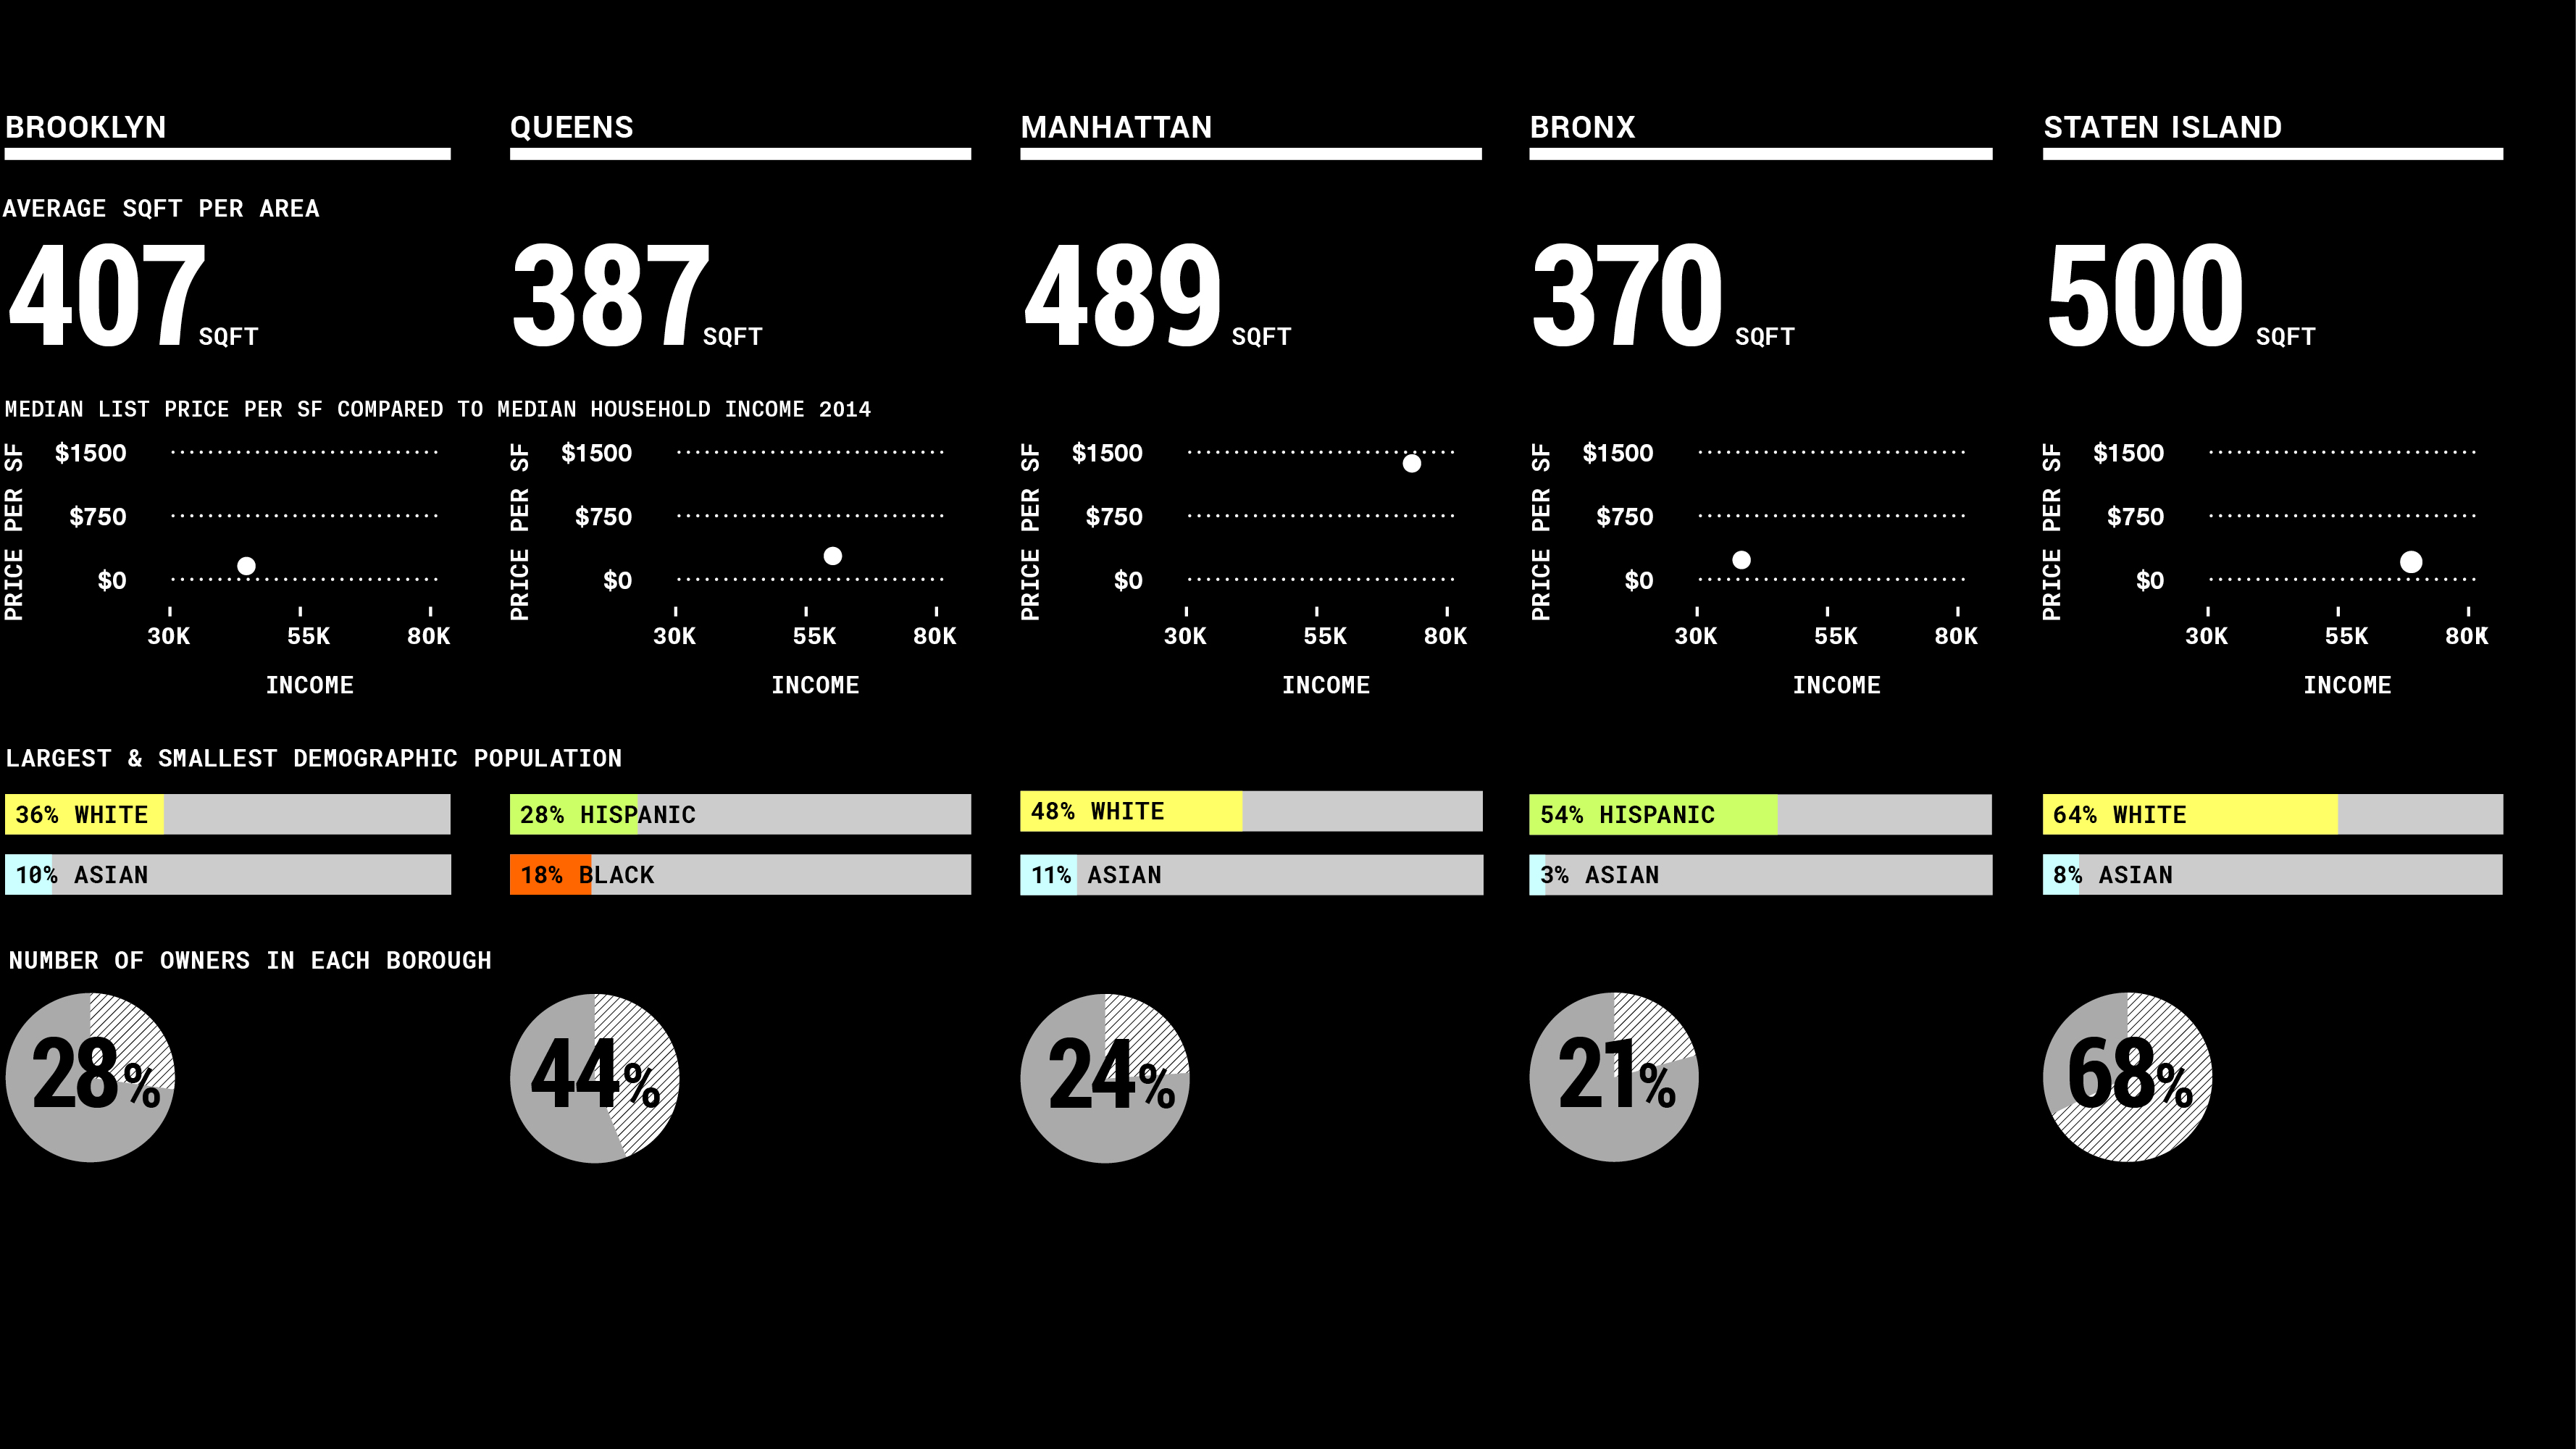 BROOKLYN
QUEENS
MANHATTAN
BRONX
STATEN ISLAND
AVERAGE SQFT PER AREA
407 SQFT
387 SQFT
489 SQFT
370 SQFT
500 SQFT
MEDIAN LIST PRICE PER SF COMPARED TO MEDIAN HOUSEHOLD INCOME 2014
PRICE PER SF
$1500
$750
$0
30K 55K 80K
INCOME
PRICE PER SF
$1500
$750
$0
30K 55K 80K
INCOME
PRICE PER SF
$1500
$750
$0
30K 55K 80K
INCOME
PRICE PER SF
$1500
$750
$0
30K 55K 80K
INCOME
PRICE PER SF
$1500
$750
$0
30K 55K 80K
INCOME
LARGEST & SMALLEST DEMOGRAPHIC POPULATION
36% WHITE
10% ASIAN
28% HISPANIC
18% BLACK
48% WHITE
11% ASIAN
54% HISPANIC
3% ASIAN
64% WHITE
8% ASIAN
NUMBER OF OWNERS IN EACH BOROUGH
28%
44%
24%
21%
68%